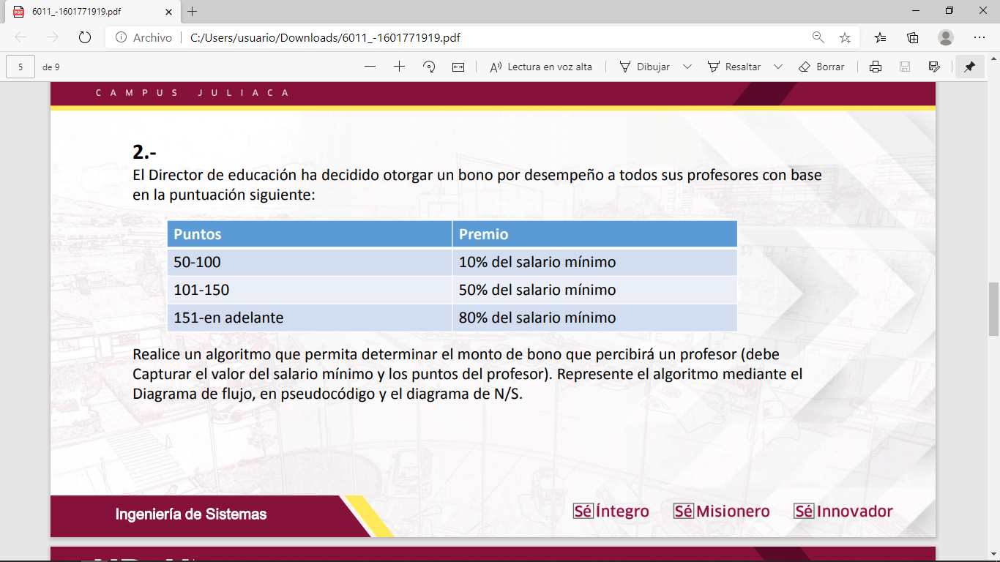 6011_-1601771919.pdf
Archivo C:/Users/usuario/Downloads/6011_-1601771919.pdf
5 de 9 Lectura en voz alta Dibujar Resaltar Borrar
CAMPUS JULIACA
2.-
El Director de educación ha decidido otorgar un bono por desempeño a todos sus profesores con base
en la puntuación siguiente:
Puntos Premio
50-100 10% del salario mínimo
101-150 50% del salario mínimo
151-en adelante 80% del salario mínimo
Realice un algoritmo que permita determinar el monto de bono que percibirá un profesor (debe
Capturar el valor del salario mínimo y los puntos del profesor). Represente el algoritmo mediante el
Diagrama de flujo, en pseudocódigo y el diagrama de N/S.
Ingeniería de Sistemas
Sé Íntegro Sé Misionero Sé Innovador